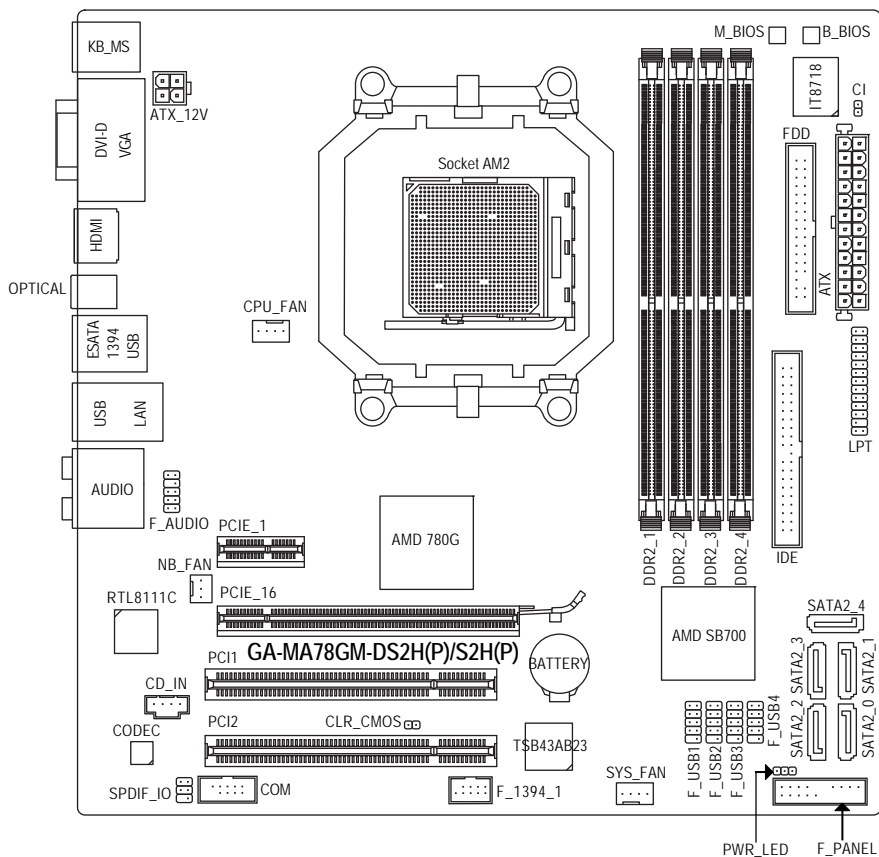 M_BIOS
B_BIOS
KB_MS
ATX_12V
IT8718
CI
DVI-D
VGA
FDD
Socket AM2
HDMI
OPTICAL
CPU_FAN
ATX
ESATA
1394
USB
USB
LAN
LPT
AUDIO
F_AUDIO
PCIE_1
AMD 780G
DDR2_1
DDR2_2
DDR2_3
DDR2_4
IDE
NB_FAN
RTL8111C
PCIE_16
SATA2_4
AMD SB700
SATA2_3
SATA2_1
GA-MA78GM-DS2H(P)/S2H(P)
BATTERY
PCI1
CD_IN
SATA2_2
SATA2_0
F_USB4
CODEC
PCI2
CLR_CMOS
TSB43AB23
F_USB1
F_USB2
F_USB3
SYS_FAN
SPDIF_IO
COM
F_1394_1
PWR_LED
F_PANEL